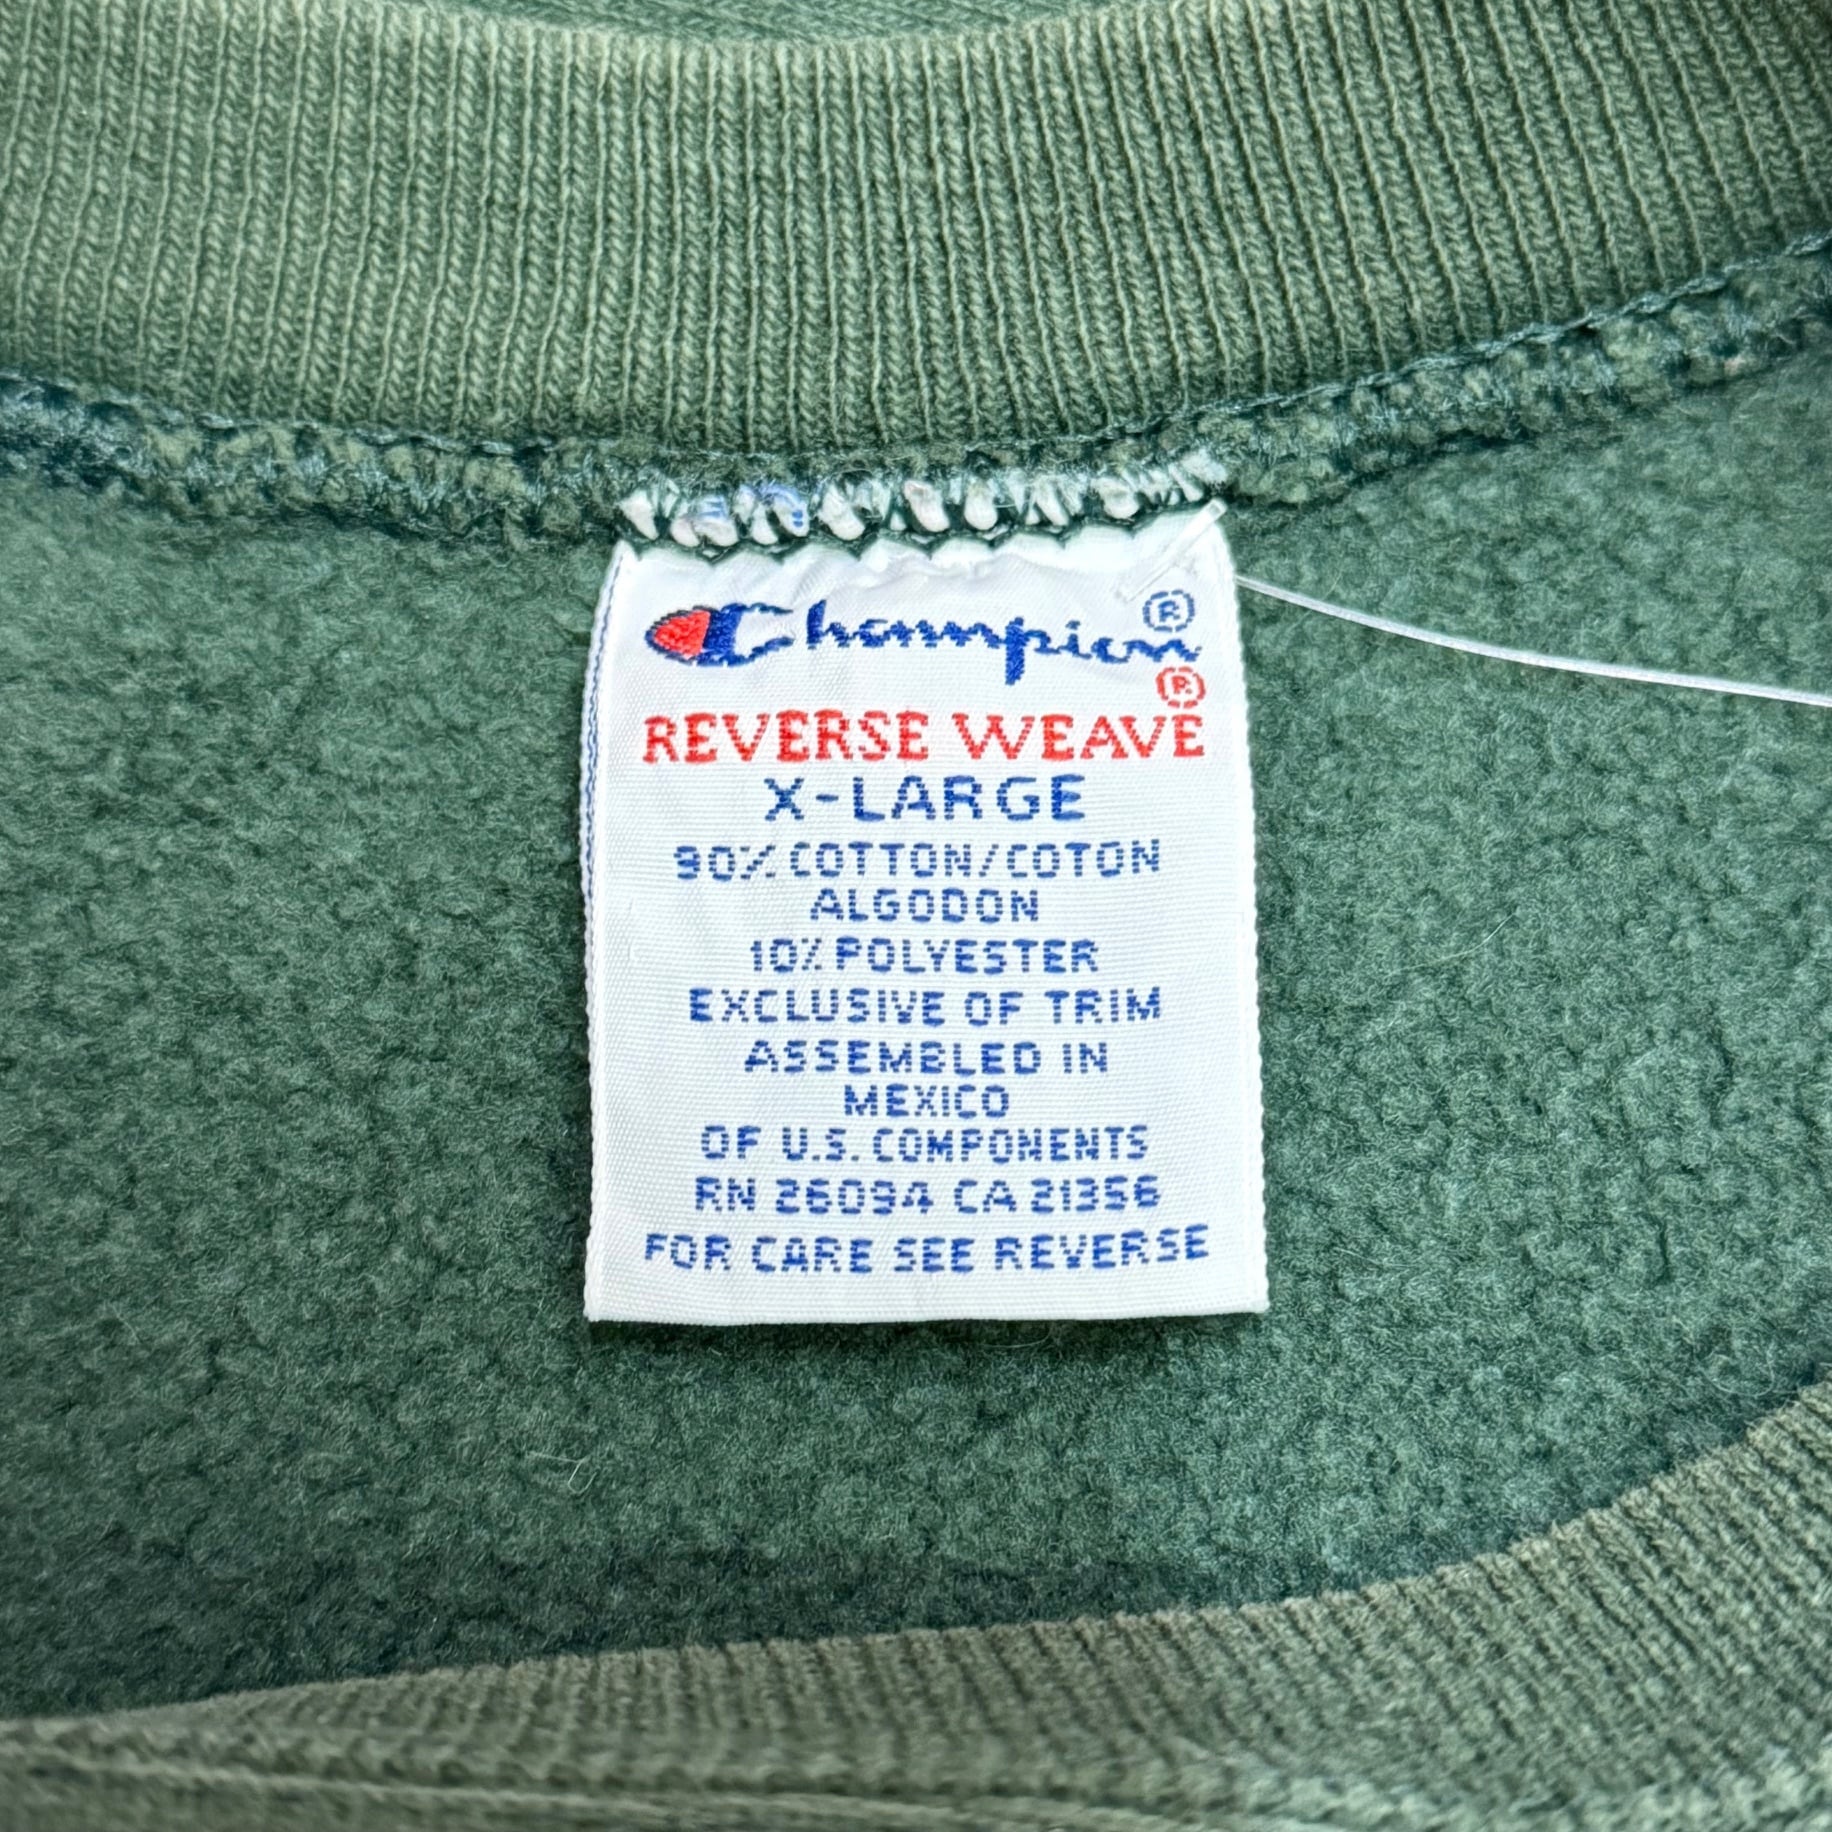 Champion®
®
REVERSE WEAVE
X-LARGE
90% COTTON/COTON
ALGODON
10% POLYESTER
EXCLUSIVE OF TRIM
ASSEMBLED IN
MEXICO
OF U.S. COMPONENTS
RN 26094 CA 21356
FOR CARE SEE REVERSE